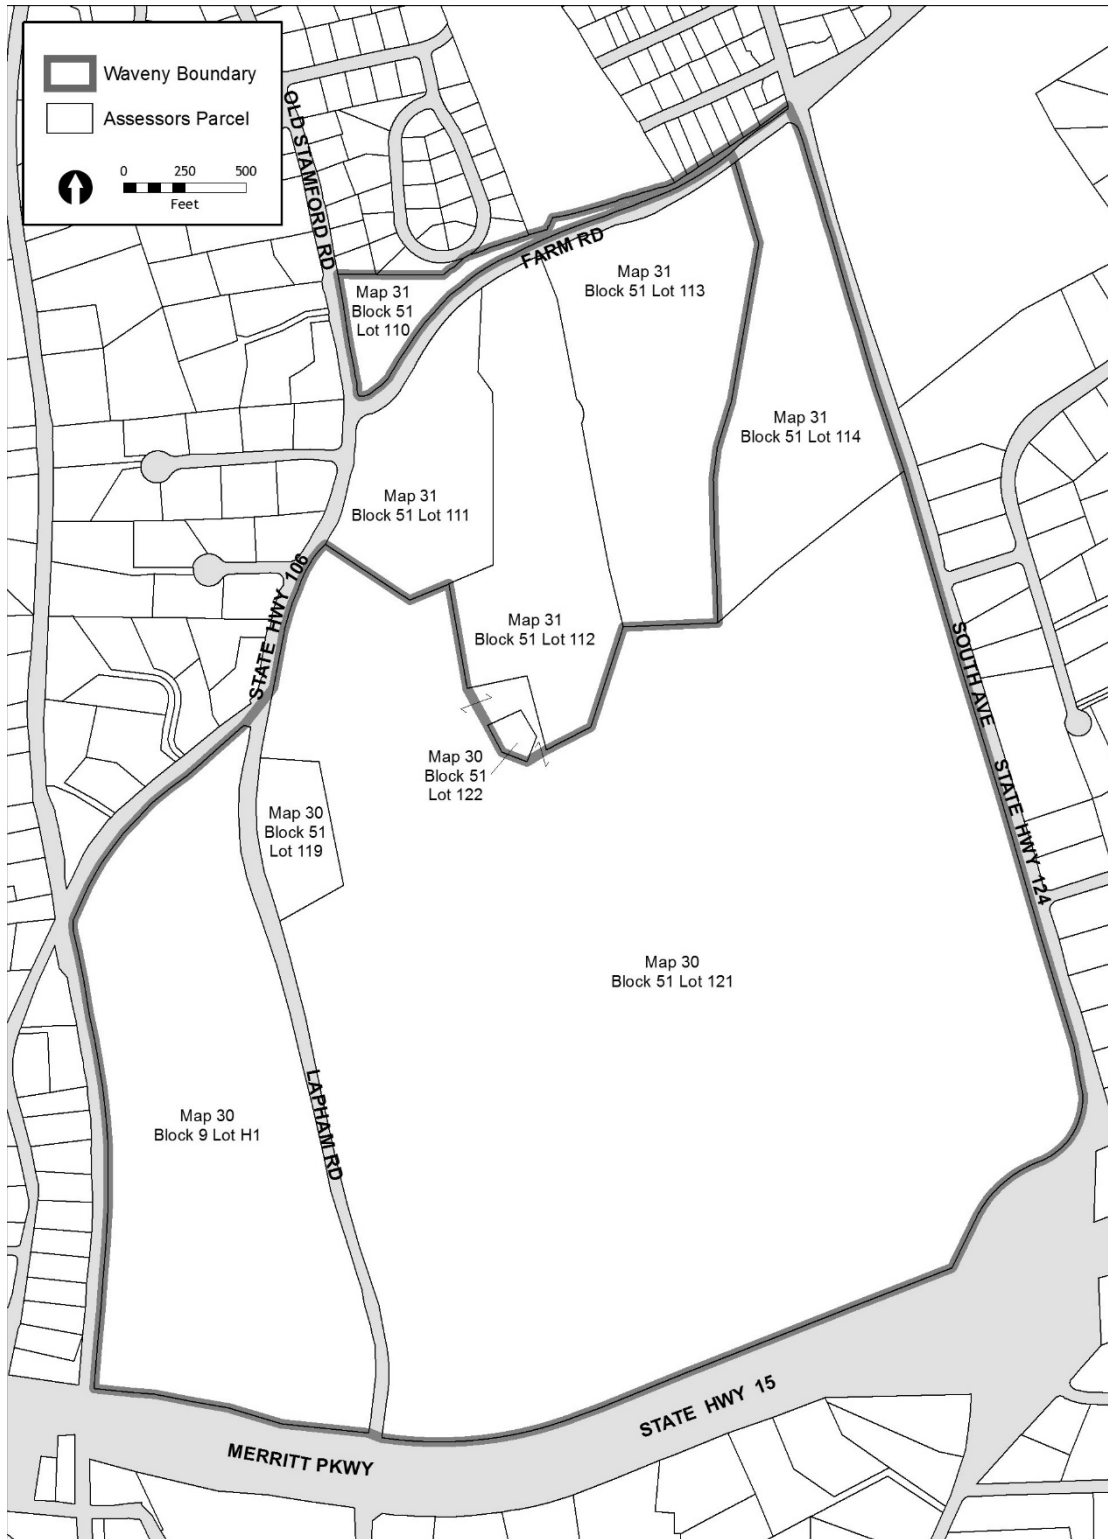 Waveny Boundary
Assessors Parcel
0 250 500
Feet
OLD STAMFORD RD
FARM RD
Map 31
Block 51 Lot 113
Map 31
Block 51
Lot 110
Map 31
Block 51 Lot 114
Map 31
Block 51 Lot 111
STATE HWY 106
Map 31
Block 51 Lot 112
SOUTH AVE STATE HWY 124
Map 30
Block 51
Lot 122
Map 30
Block 51
Lot 119
Map 30
Block 51 Lot 121
Map 30
Block 9 Lot H1
LAPHAM RD
STATE HWY 15
MERRITT PKWY